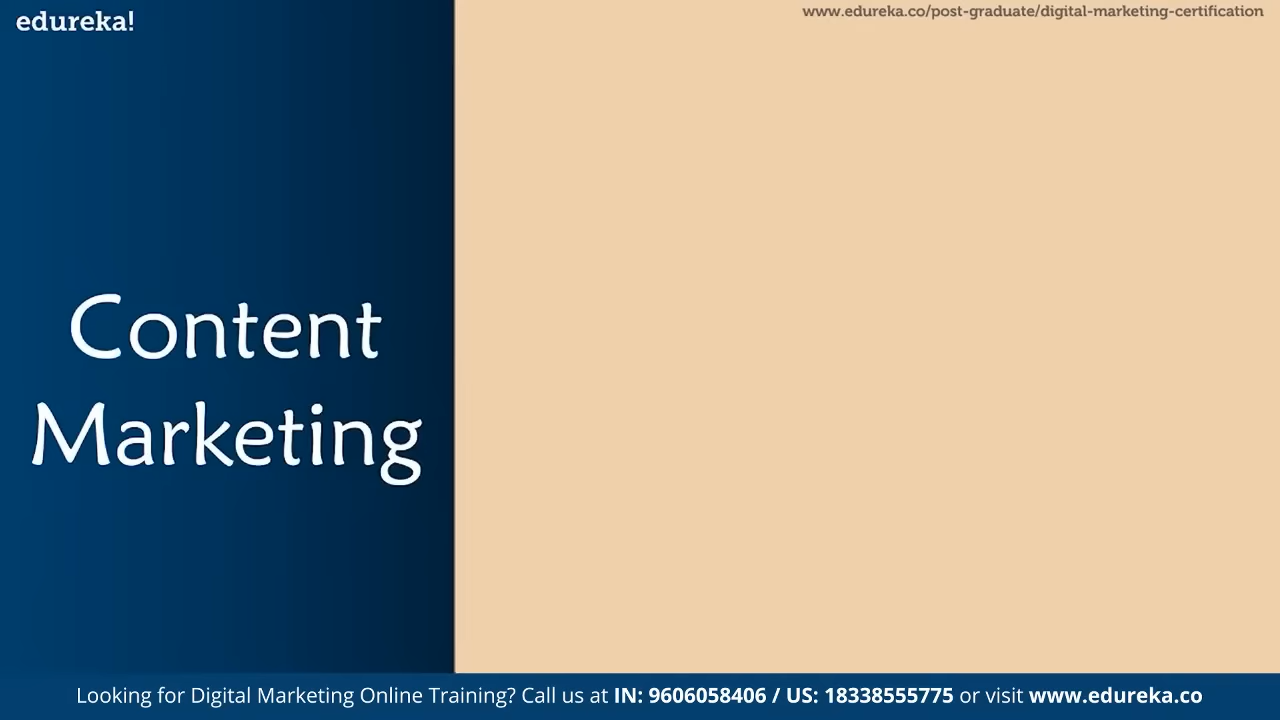 edureka!
www.edureka.co/post-graduate/digital-marketing-certification
Content
Marketing
Looking for Digital Marketing Online Training? Call us at IN: 9606058406 / US: 18338555775 or visit www.edureka.co